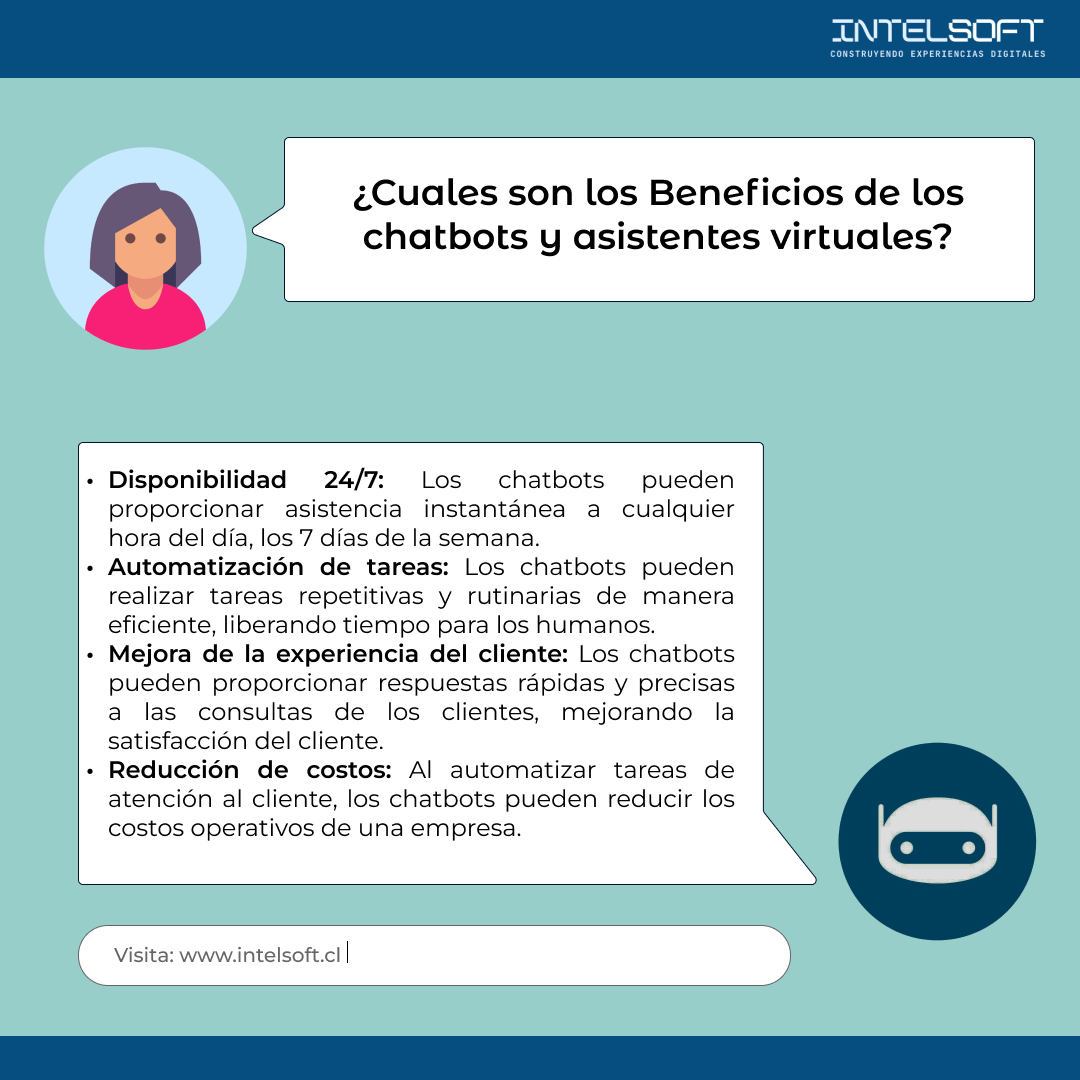 INTELSOFT
CONSTRUYENDO EXPERIENCIAS DIGITALES
¿Cuales son los Beneficios de los
chatbots y asistentes virtuales?
• Disponibilidad 24/7: Los chatbots pueden
proporcionar asistencia instantánea a cualquier
hora del día, los 7 días de la semana.
• Automatización de tareas: Los chatbots pueden
realizar tareas repetitivas y rutinarias de manera
eficiente, liberando tiempo para los humanos.
• Mejora de la experiencia del cliente: Los chatbots
pueden proporcionar respuestas rápidas y precisas
a las consultas de los clientes, mejorando la
satisfacción del cliente.
• Reducción de costos: Al automatizar tareas de
atención al cliente, los chatbots pueden reducir los
costos operativos de una empresa.
Visita: www.intelsoft.cl